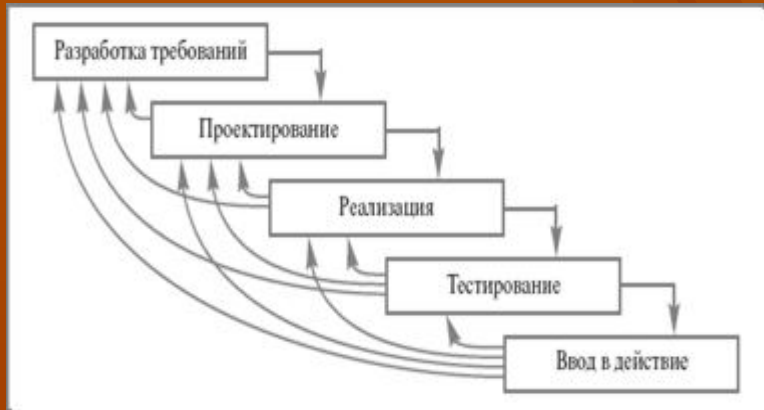 Разработка требований
Проектирование
Реализация
Тестирование
Ввод в действие